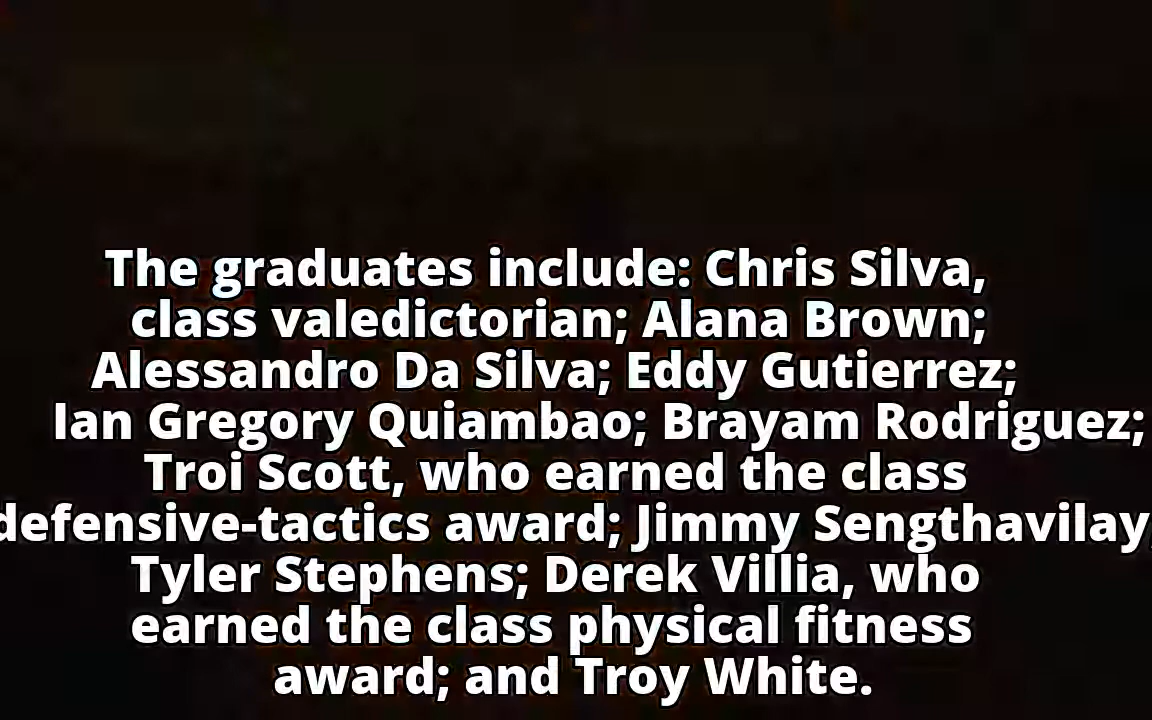 The graduates include: Chris Silva,
class valedictorian; Alana Brown;
Alessandro Da Silva; Eddy Gutierrez;
Ian Gregory Quiambao; Brayam Rodriguez;
Troi Scott, who earned the class
defensive-tactics award; Jimmy Sengthavilay;
Tyler Stephens; Derek Villia, who
earned the class physical fitness
award; and Troy White.